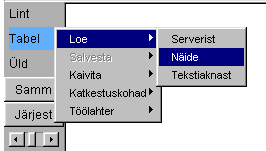 Lint
Tabel
Üld
Samm
Järjest
Loe
Salvesta
Kaivita
Katkestuskohad
Töölahter
Serverist
Näide
Tekstiaknast